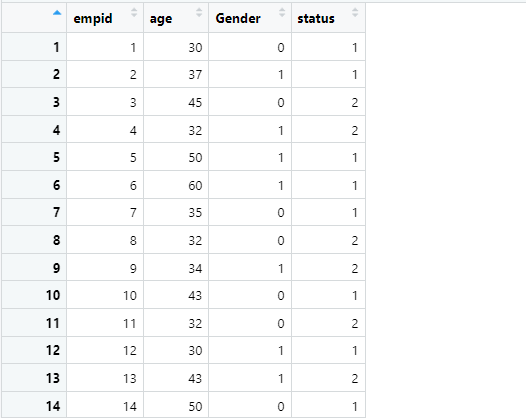 empid age Gender status
1 1 30 0 1
2 2 37 1 1
3 3 45 0 2
4 4 32 1 2
5 5 50 1 1
6 6 60 1 1
7 7 35 0 1
8 8 32 0 2
9 9 34 1 2
10 10 43 0 1
11 11 32 0 2
12 12 30 1 1
13 13 43 1 2
14 14 50 0 1